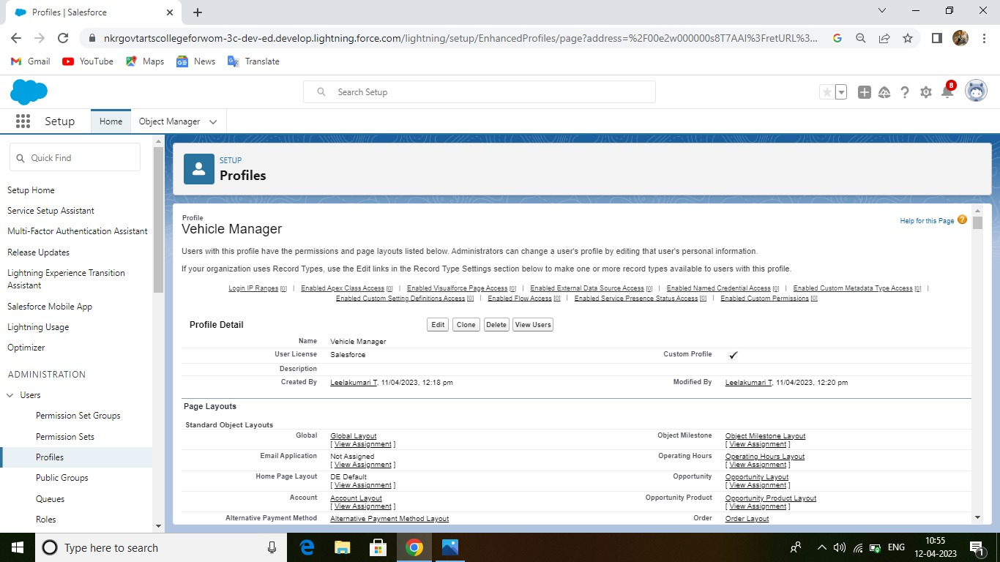 Profiles | Salesforce
nkrgovtartscollegeforwom-3c-dev-ed.develop.lightning.force.com/lightning/setup/EnhancedProfiles/page?address=%2F00e2w000000s8T7AAI%3FretURL%3...
Gmail YouTube Maps News Translate
Search Setup
8
Setup Home Object Manager
Quick Find
Setup Home
Service Setup Assistant
Multi-Factor Authentication Assistant
Release Updates
Lightning Experience Transition
Assistant
Salesforce Mobile App
Lightning Usage
Optimizer
ADMINISTRATION
Users
Permission Set Groups
Permission Sets
Profiles
Public Groups
Queues
Roles
SETUP
Profiles
Profile
Vehicle Manager
Help for this Page
Users with this profile have the permissions and page layouts listed below. Administrators can change a user's profile by editing that user's personal information.
If your organization uses Record Types, use the Edit links in the Record Type Settings section below to make one or more record types available to users with this profile.
Login IP Ranges [0] | Enabled Apex Class Access [0] | Enabled Visualforce Page Access [0] | Enabled External Data Source Access [0] | Enabled Named Credential Access [0] | Enabled Custom Metadata Type Access [0] |
Enabled Custom Setting Definitions Access [0] | Enabled Flow Access [0] | Enabled Service Presence Status Access [0] | Enabled Custom Permissions [0]
Profile Detail Edit Clone Delete View Users
Name Vehicle Manager
User License Salesforce Custom Profile
Description
Created By Leelakumari T, 11/04/2023, 12:18 pm Modified By Leelakumari T, 11/04/2023, 12:20 pm
Page Layouts
Standard Object Layouts
Global Global Layout Object Milestone Object Milestone Layout
[ View Assignment ] [ View Assignment ]
Email Application Not Assigned Operating Hours Operating Hours Layout
[ View Assignment ] [ View Assignment ]
Home Page Layout DE Default Opportunity Opportunity Layout
[ View Assignment ] [ View Assignment ]
Account Account Layout Opportunity Product Opportunity Product Layout
[ View Assignment ] [ View Assignment ]
Alternative Payment Method Alternative Payment Method Layout Order Order Layout
Type here to search
ENG
10:55
12-04-2023
1